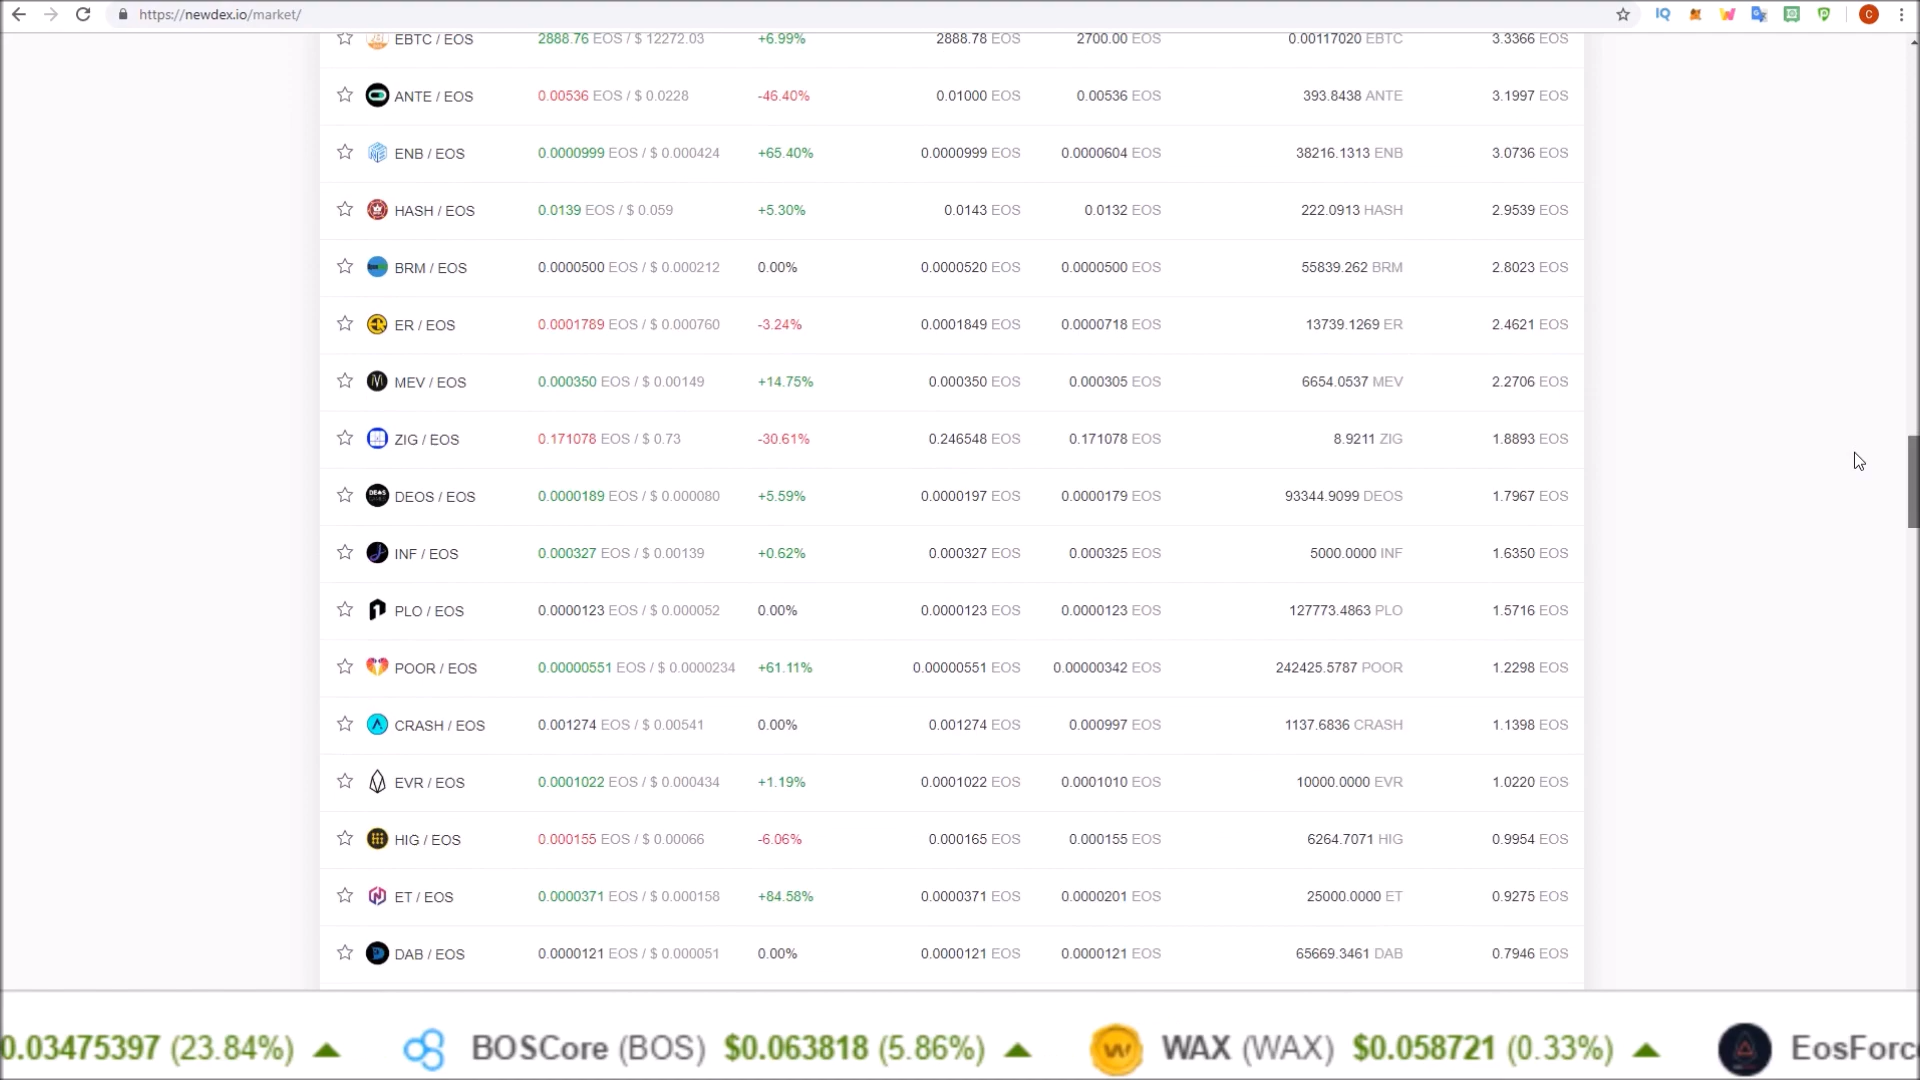 https://newdex.io/market/
EBTC / EOS 2888.76 EOS / $ 12272.03 +6.99% 2888.78 EOS 2700.00 EOS 0.00117020 EBTC 3.3366 EOS
ANTE / EOS 0.00536 EOS / $ 0.0228 -46.40% 0.01000 EOS 0.00536 EOS 393.8438 ANTE 3.1997 EOS
ENB / EOS 0.0000999 EOS / $ 0.000424 +65.40% 0.0000999 EOS 0.0000604 EOS 38216.1313 ENB 3.0736 EOS
HASH / EOS 0.0139 EOS / $ 0.059 +5.30% 0.0143 EOS 0.0132 EOS 222.0913 HASH 2.9539 EOS
BRM / EOS 0.0000500 EOS / $ 0.000212 0.00% 0.0000520 EOS 0.0000500 EOS 55839.262 BRM 2.8023 EOS
ER / EOS 0.0001789 EOS / $ 0.000760 -3.24% 0.0001849 EOS 0.0000718 EOS 13739.1269 ER 2.4621 EOS
MEV / EOS 0.000350 EOS / $ 0.00149 +14.75% 0.000350 EOS 0.000305 EOS 6654.0537 MEV 2.2706 EOS
ZIG / EOS 0.171078 EOS / $ 0.73 -30.61% 0.246548 EOS 0.171078 EOS 8.9211 ZIG 1.8893 EOS
DEOS / EOS 0.0000189 EOS / $ 0.000080 +5.59% 0.0000197 EOS 0.0000179 EOS 93344.9099 DEOS 1.7967 EOS
INF / EOS 0.000327 EOS / $ 0.00139 +0.62% 0.000327 EOS 0.000325 EOS 5000.0000 INF 1.6350 EOS
PLO / EOS 0.0000123 EOS / $ 0.000052 0.00% 0.0000123 EOS 0.0000123 EOS 127773.4863 PLO 1.5716 EOS
POOR / EOS 0.00000551 EOS / $ 0.0000234 +61.11% 0.00000551 EOS 0.00000342 EOS 242425.5787 POOR 1.2298 EOS
CRASH / EOS 0.001274 EOS / $ 0.00541 0.00% 0.001274 EOS 0.000997 EOS 1137.6836 CRASH 1.1398 EOS
EVR / EOS 0.0001022 EOS / $ 0.000434 +1.19% 0.0001022 EOS 0.0001010 EOS 10000.0000 EVR 1.0220 EOS
HIG / EOS 0.000155 EOS / $ 0.00066 -6.06% 0.000165 EOS 0.000155 EOS 6264.7071 HIG 0.9954 EOS
ET / EOS 0.0000371 EOS / $ 0.000158 +84.58% 0.0000371 EOS 0.0000201 EOS 25000.0000 ET 0.9275 EOS
DAB / EOS 0.0000121 EOS / $ 0.000051 0.00% 0.0000121 EOS 0.0000121 EOS 65669.3461 DAB 0.7946 EOS
0.03475397 (23.84%) BOSCore (BOS) $0.063818 (5.86%) WAX (WAX) $0.058721 (0.33%) EosForc